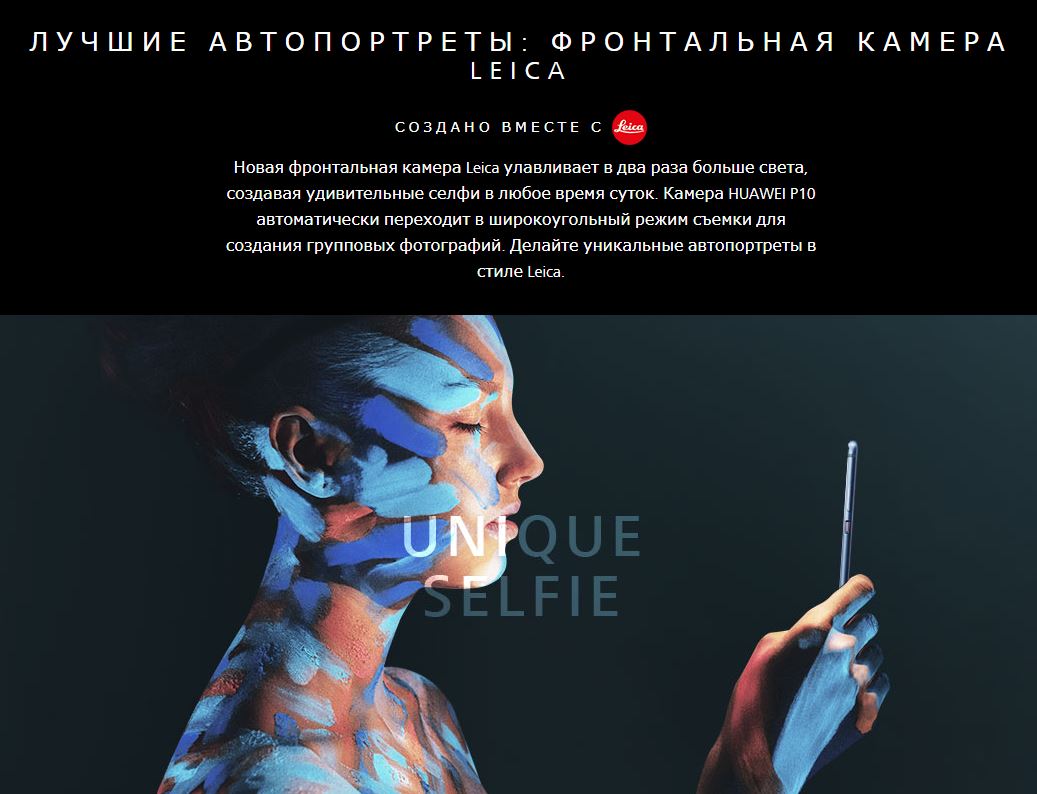 ЛУЧШИЕ АВТОПОРТРЕТЫ: ФРОНТАЛЬНАЯ КАМЕРА
LEICA
СОЗДАНО ВМЕСТЕ С Leica
Новая фронтальная камера Leica улавливает в два раза больше света,
создавая удивительные селфи в любое время суток. Камера HUAWEI P10
автоматически переходит в широкоугольный режим съемки для
создания групповых фотографий. Делайте уникальные автопортреты в
стиле Leica.
UNIQUE
SELFIE